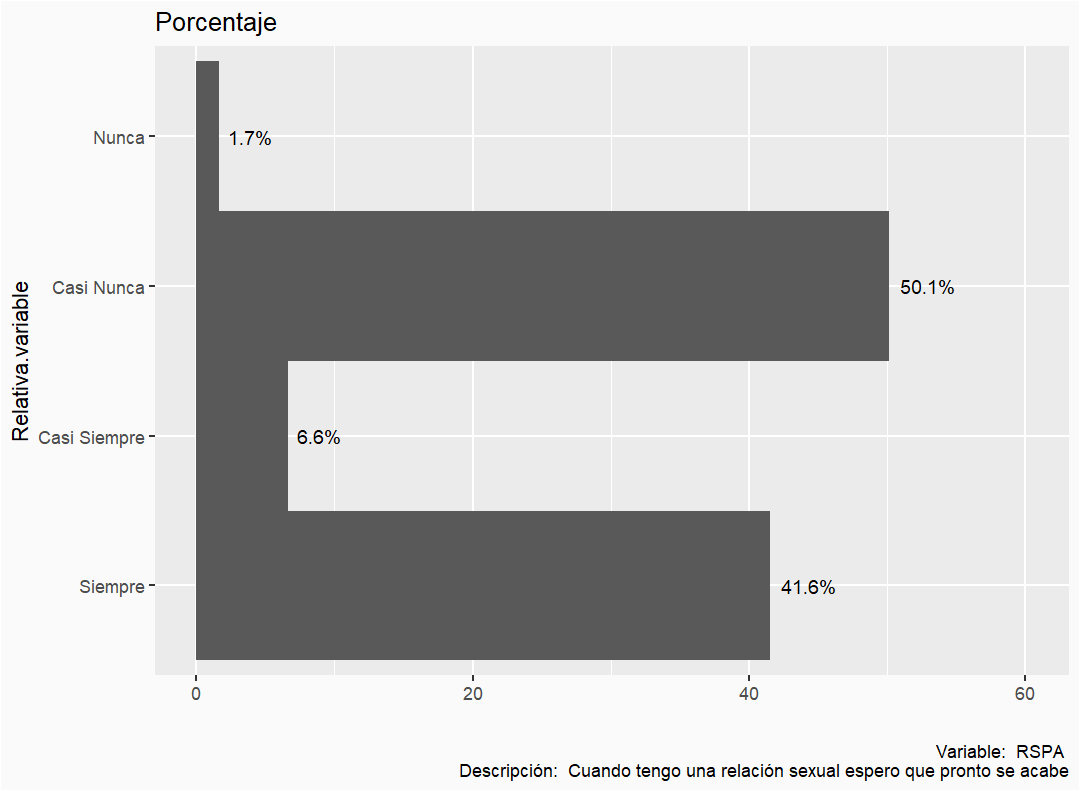 Porcentaje
Nunca
1.7%
Casi Nunca
50.1%
Relativa.variable
Casi Siempre
6.6%
Siempre
41.6%
0 20 40 60
Variable: RSPA
Descripción: Cuando tengo una relación sexual espero que pronto se acabe